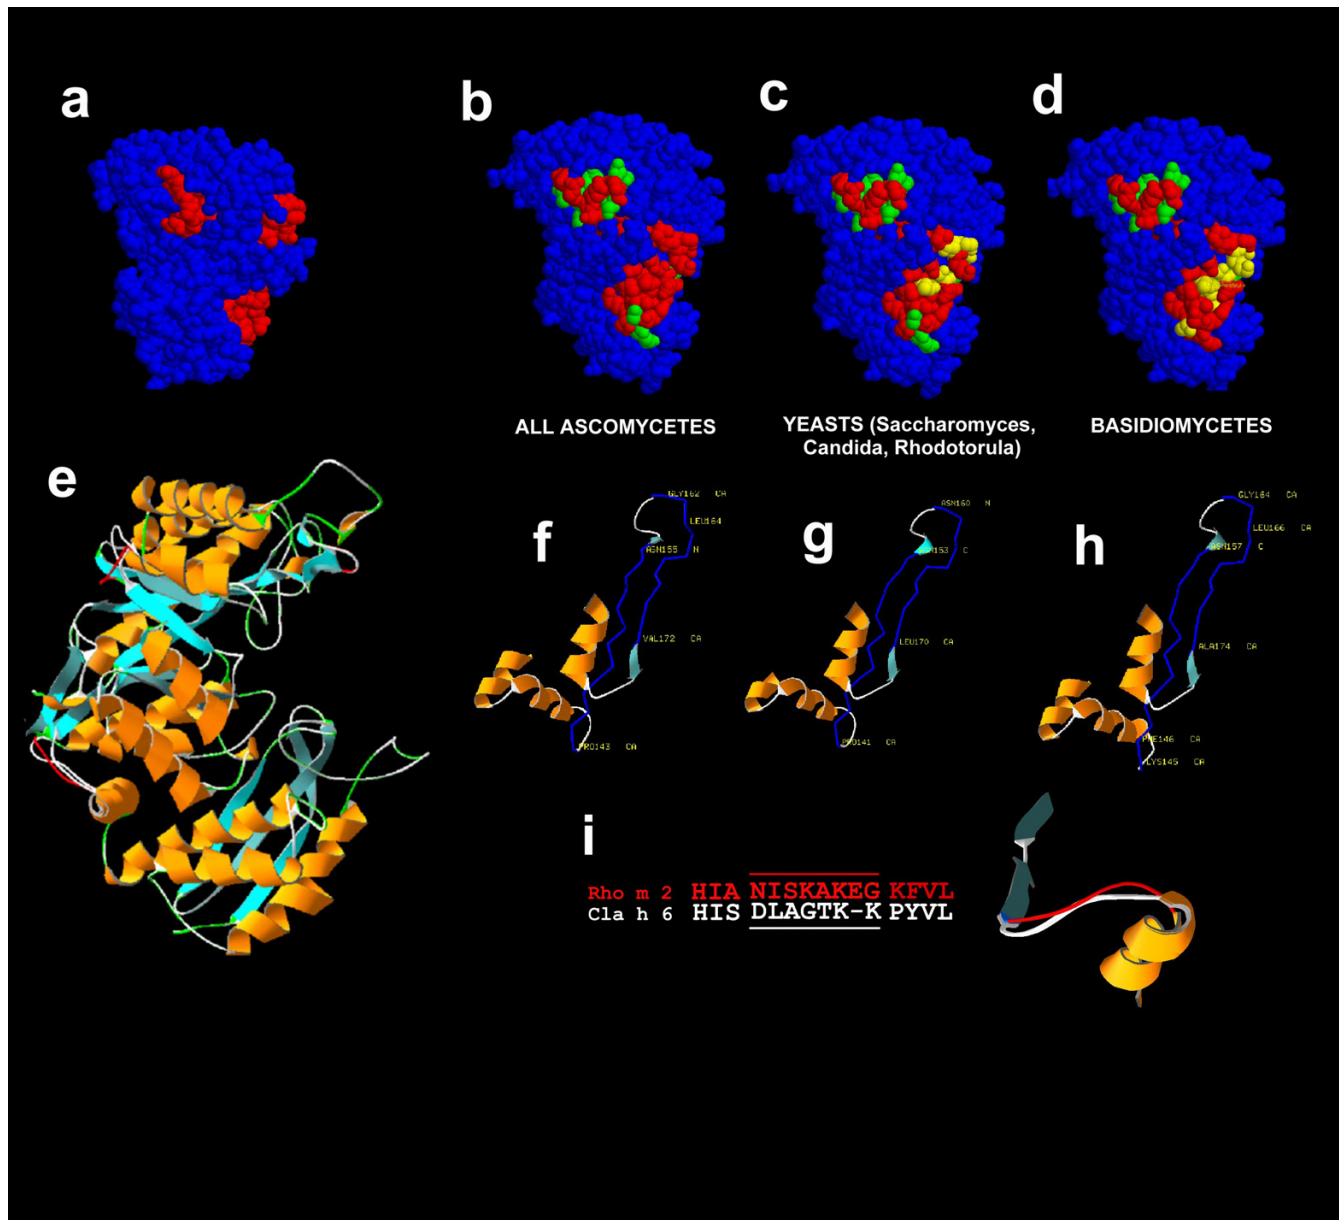 a
b
c
d
ALL ASCOMYCETES
YEASTS (Saccharomyces,
Candida, Rhodotorula)
BASIDIOMYCETES
e
f
GLY162 CA
LEU164
ASN155 N
VAL172 CA
PRO143 CA
g
ASN160 N
ASN153 C
LEU170 CA
PRO141 CA
h
GLY164 CA
LEU166 CA
ASN157 C
ALA174 CA
PHE146 CA
LYS145 CA
i
Rho m 2 HIA NISKAKEG KFVL
Cla h 6 HIS DLAGTK-K PYVL